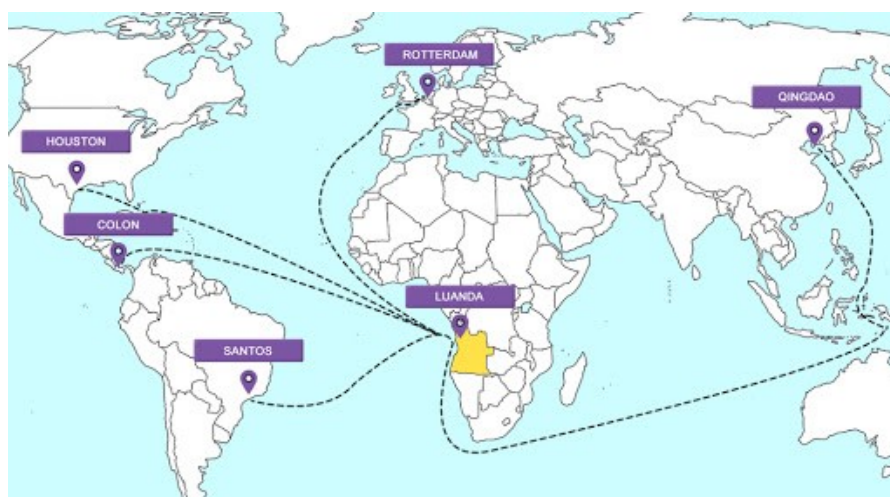 ROTTERDAM
QINGDAO
HOUSTON
COLON
LUANDA
SANTOS